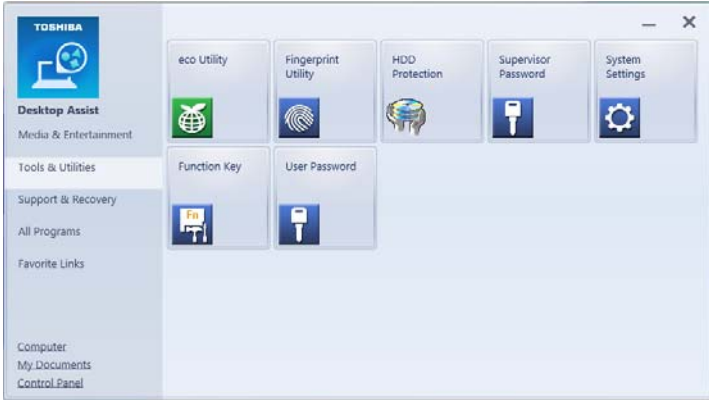 TOSHIBA
Desktop Assist
Media & Entertainment
Tools & Utilities
Support & Recovery
All Programs
Favorite Links
Computer
My Documents
Control Panel
eco Utility
Fingerprint
Utility
HDD
Protection
Supervisor
Password
System
Settings
Function Key
Fn
User Password